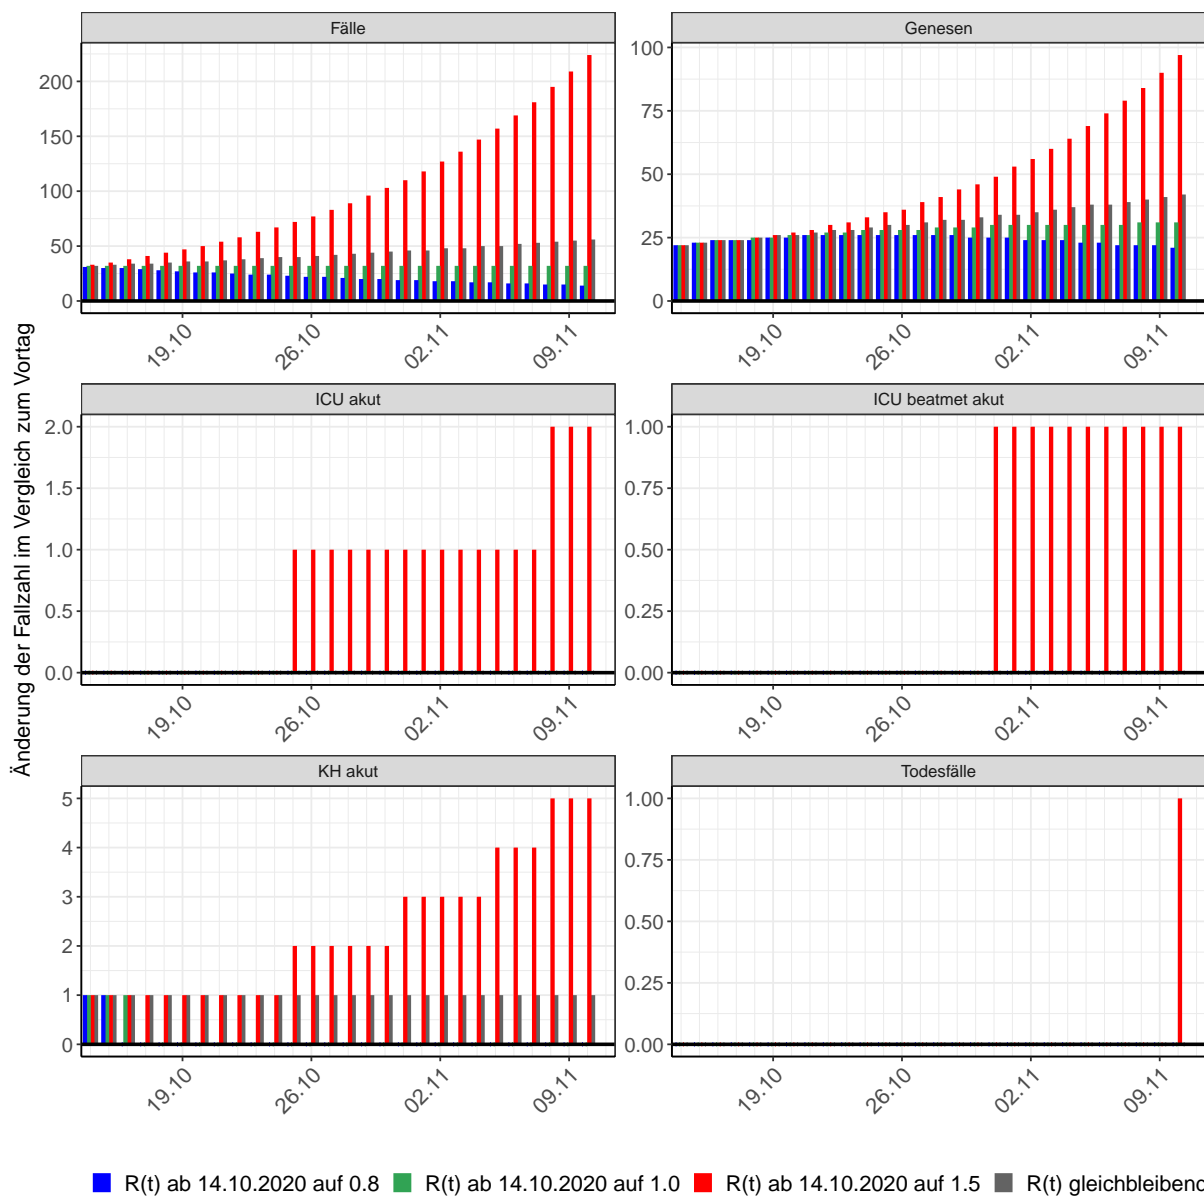 Änderung der Fallzahl im Vergleich zum Vortag
Fälle
200
150
100
50
0
19.10 26.10 02.11 09.11
Genesen
100
75
50
25
0
19.10 26.10 02.11 09.11
ICU akut
2.0
1.5
1.0
0.5
0.0
19.10 26.10 02.11 09.11
ICU beatmet akut
1.00
0.75
0.50
0.25
0.00
19.10 26.10 02.11 09.11
KH akut
5
4
3
2
1
0
19.10 26.10 02.11 09.11
Todesfälle
1.00
0.75
0.50
0.25
0.00
19.10 26.10 02.11 09.11
R(t) ab 14.10.2020 auf 0.8 R(t) ab 14.10.2020 auf 1.0 R(t) ab 14.10.2020 auf 1.5 R(t) gleichbleibend